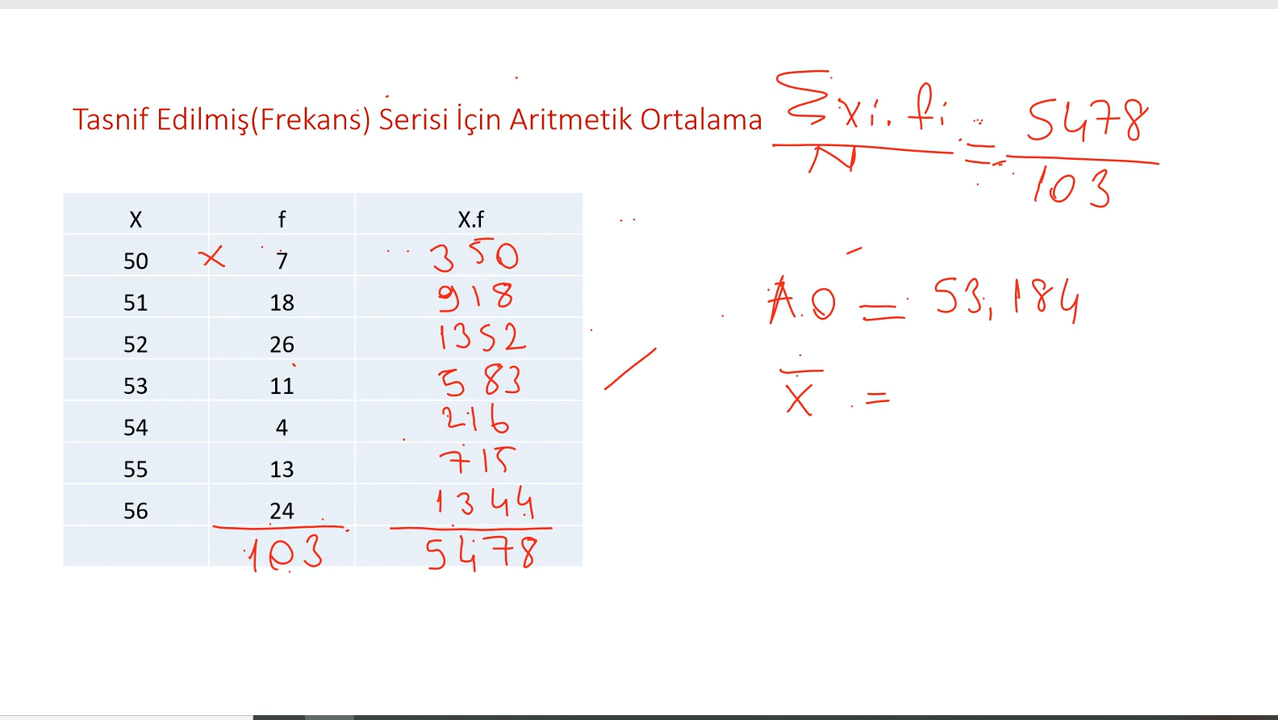 Tasnif Edilmiş(Frekans) Serisi İçin Aritmetik Ortalama
Σxi.fi / N = 5478 / 103
X f X.f
50 x 7 350
51 18 918
52 26 1352
53 11 583
54 4 216
55 13 715
56 24 1344
103 5478
A.O = 53,184
X̄ =